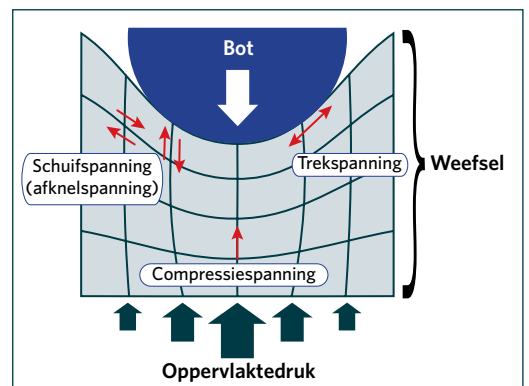 Bot
Schuifspanning
(afknelspanning)
Trekspanning
Weefsel
Compressiespanning
Oppervlaktedruk